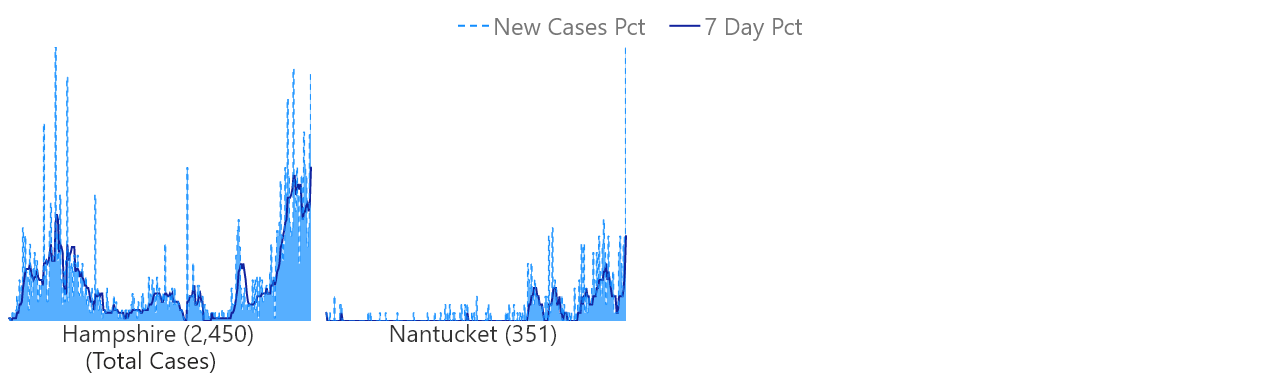 New Cases Pct 7 Day Pct
Hampshire (2,450) Nantucket (351)
(Total Cases)